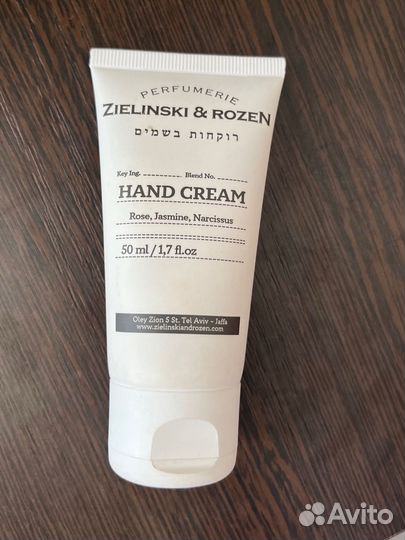 PERFUMERIE
ZIELINSKI & ROZEN
רוקחות בשמים
Key Ing. Blend No.
HAND CREAM
Rose, Jasmine, Narcissus
50 ml / 1,7 fl.oz
Oley Zion 5 St. Tel Aviv - Jaffa
www.zielinskiandrozen.com
Avito